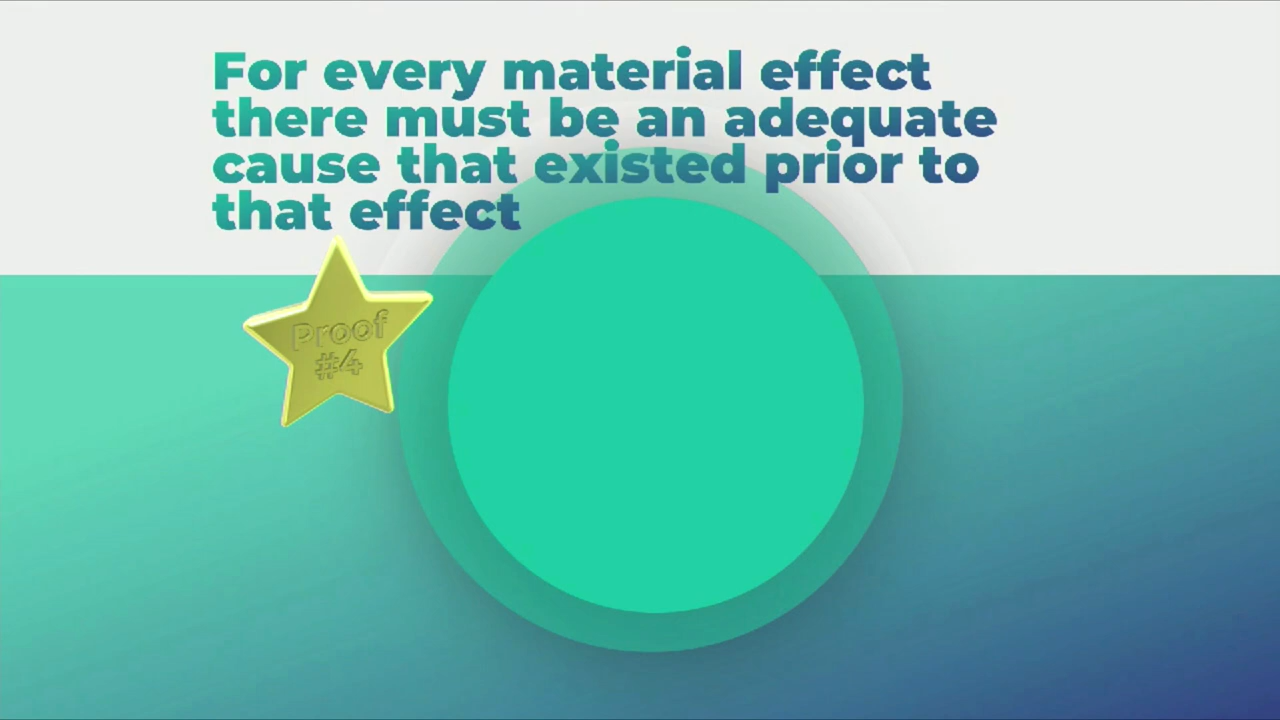 For every material effect
there must be an adequate
cause that existed prior to
that effect
Proof
#4